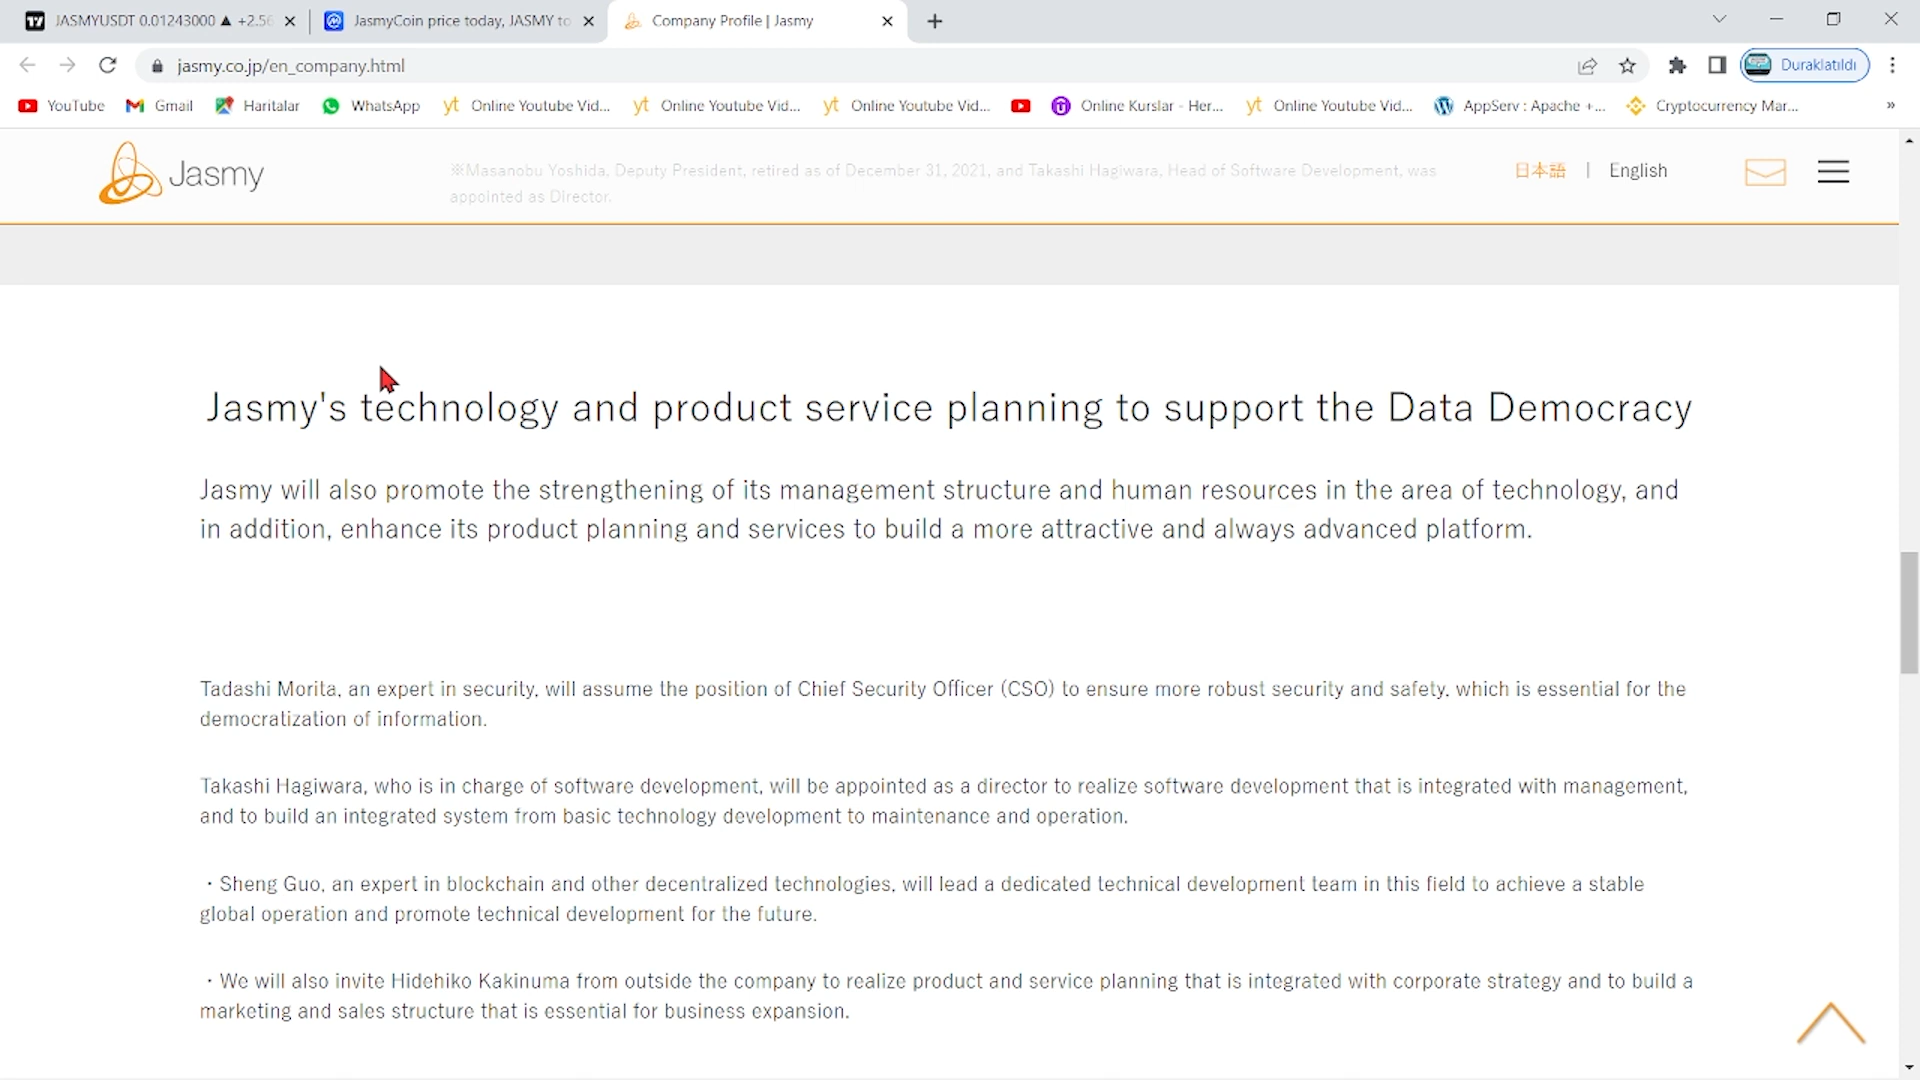 JASMYUSDT 0.01243000 ▲ +2.56
JasmyCoin price today, JASMY to
Company Profile | Jasmy
jasmy.co.jp/en_company.html
Duraklatıldı
YouTube
Gmail
Haritalar
WhatsApp
Online Youtube Vid...
Online Youtube Vid...
Online Youtube Vid...
Online Kurslar - Her...
Online Youtube Vid...
AppServ : Apache +...
Cryptocurrency Mar...
»
Jasmy
※Masanobu Yoshida, Deputy President, retired as of December 31, 2021, and Takashi Hagiwara, Head of Software Development, was
appointed as Director.
日本語 | English
Jasmy's technology and product service planning to support the Data Democracy
Jasmy will also promote the strengthening of its management structure and human resources in the area of technology, and
in addition, enhance its product planning and services to build a more attractive and always advanced platform.
Tadashi Morita, an expert in security, will assume the position of Chief Security Officer (CSO) to ensure more robust security and safety, which is essential for the
democratization of information.
Takashi Hagiwara, who is in charge of software development, will be appointed as a director to realize software development that is integrated with management,
and to build an integrated system from basic technology development to maintenance and operation.
・Sheng Guo, an expert in blockchain and other decentralized technologies, will lead a dedicated technical development team in this field to achieve a stable
global operation and promote technical development for the future.
・We will also invite Hidehiko Kakinuma from outside the company to realize product and service planning that is integrated with corporate strategy and to build a
marketing and sales structure that is essential for business expansion.